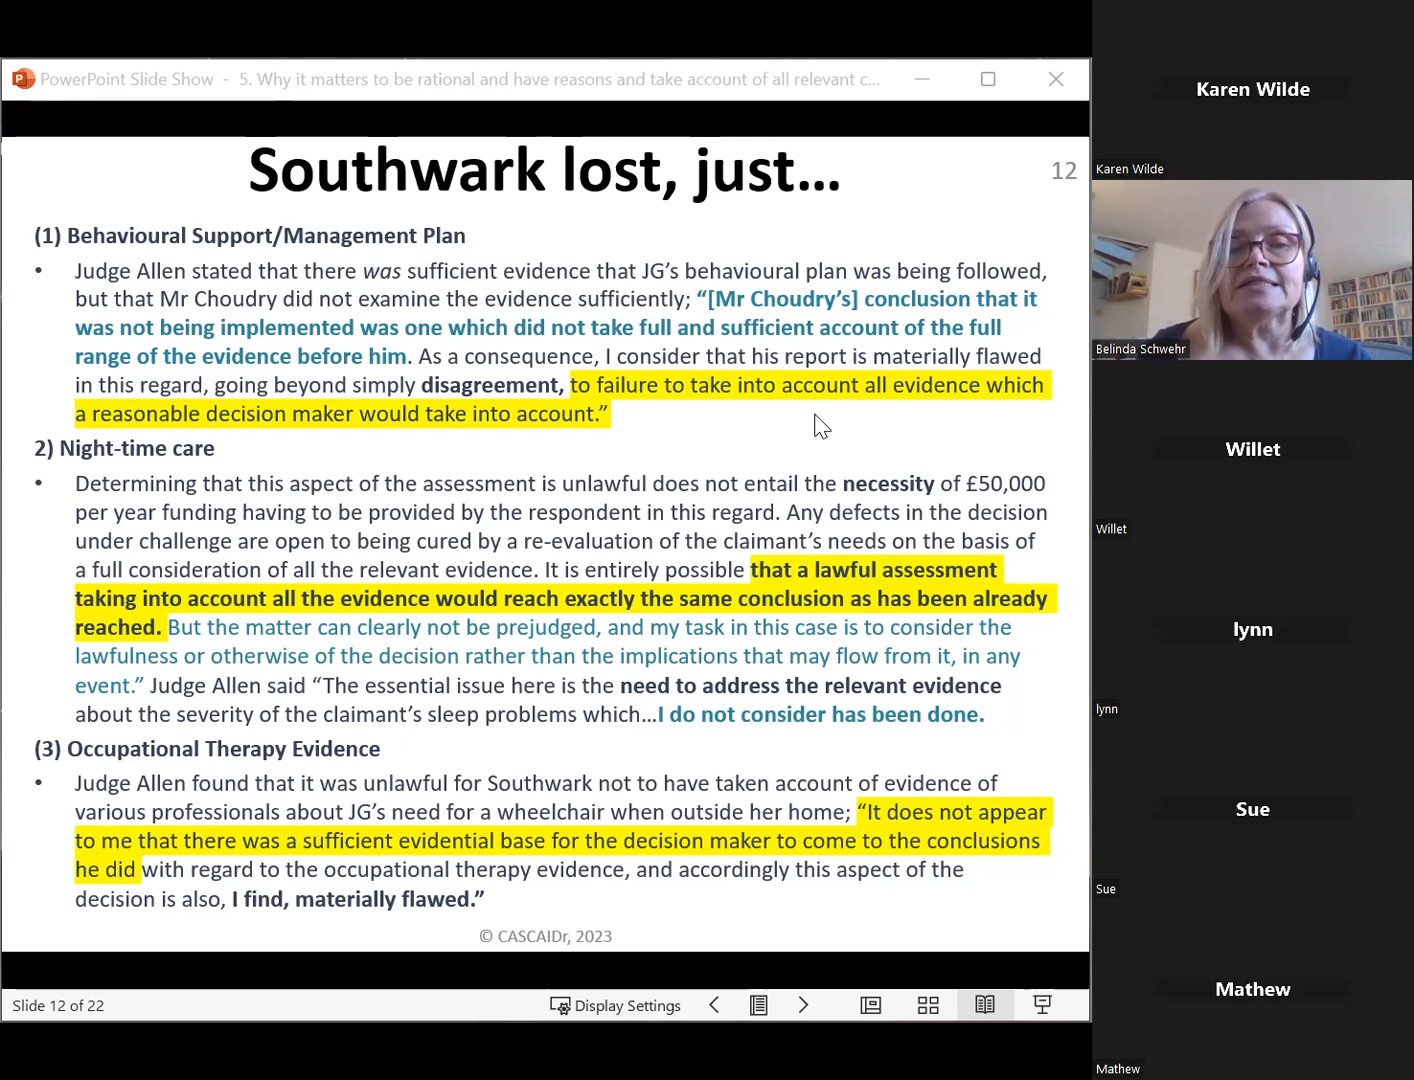 PowerPoint Slide Show - 5. Why it matters to be rational and have reasons and take account of all relevant c...
Southwark lost, just...
12
(1) Behavioural Support/Management Plan
• Judge Allen stated that there was sufficient evidence that JG’s behavioural plan was being followed,
but that Mr Choudry did not examine the evidence sufficiently; “[Mr Choudry’s] conclusion that it
was not being implemented was one which did not take full and sufficient account of the full
range of the evidence before him. As a consequence, I consider that his report is materially flawed
in this regard, going beyond simply disagreement, to failure to take into account all evidence which
a reasonable decision maker would take into account.”
2) Night-time care
• Determining that this aspect of the assessment is unlawful does not entail the necessity of £50,000
per year funding having to be provided by the respondent in this regard. Any defects in the decision
under challenge are open to being cured by a re-evaluation of the claimant’s needs on the basis of
a full consideration of all the relevant evidence. It is entirely possible that a lawful assessment
taking into account all the evidence would reach exactly the same conclusion as has been already
reached. But the matter can clearly not be prejudged, and my task in this case is to consider the
lawfulness or otherwise of the decision rather than the implications that may flow from it, in any
event.” Judge Allen said “The essential issue here is the need to address the relevant evidence
about the severity of the claimant’s sleep problems which…I do not consider has been done.
(3) Occupational Therapy Evidence
• Judge Allen found that it was unlawful for Southwark not to have taken account of evidence of
various professionals about JG’s need for a wheelchair when outside her home; “It does not appear
to me that there was a sufficient evidential base for the decision maker to come to the conclusions
he did with regard to the occupational therapy evidence, and accordingly this aspect of the
decision is also, I find, materially flawed.”
© CASCAIDr, 2023
Slide 12 of 22
Display Settings
Karen Wilde
Karen Wilde
Belinda Schwehr
Willet
Willet
lynn
lynn
Sue
Sue
Mathew
Mathew